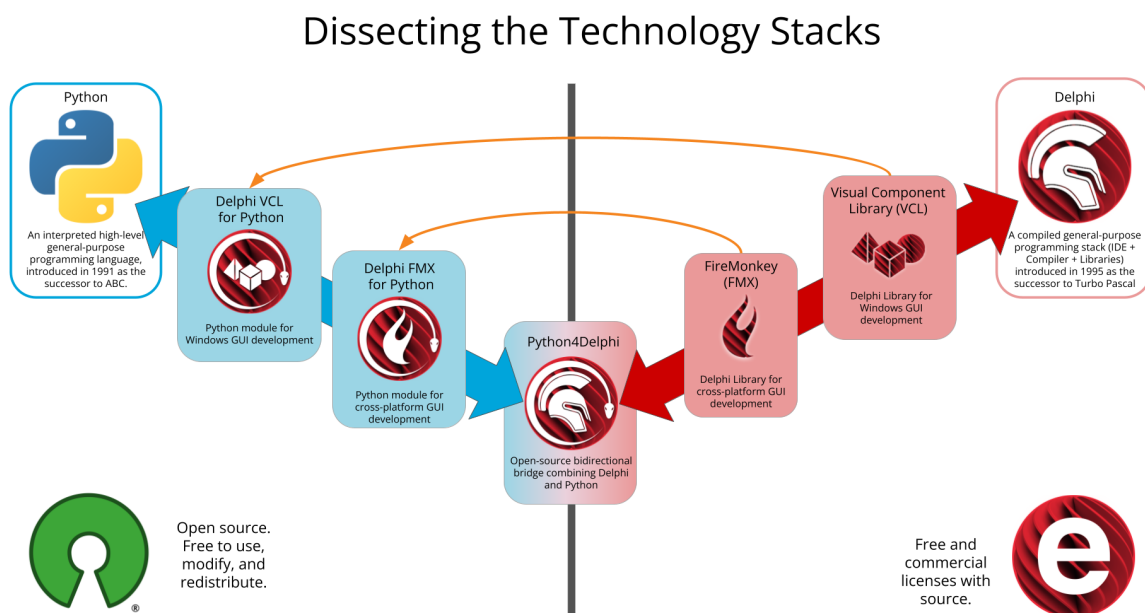 Dissecting the Technology Stacks
Python
An interpreted high-level
general-purpose
programming language,
introduced in 1991 as the
successor to ABC.
Delphi VCL
for Python
Python module for
Windows GUI development
Delphi FMX
for Python
Python module for
cross-platform GUI
development
Python4Delphi
Open-source bidirectional
bridge combining Delphi
and Python
FireMonkey
(FMX)
Delphi Library for
cross-platform GUI
development
Visual Component
Library (VCL)
Delphi Library for
Windows GUI
development
Delphi
A compiled general-purpose
programming stack (IDE +
Compiler + Libraries)
introduced in 1995 as the
successor to Turbo Pascal
®
Open source.
Free to use,
modify, and
redistribute.
Free and
commercial
licenses with
source.
e